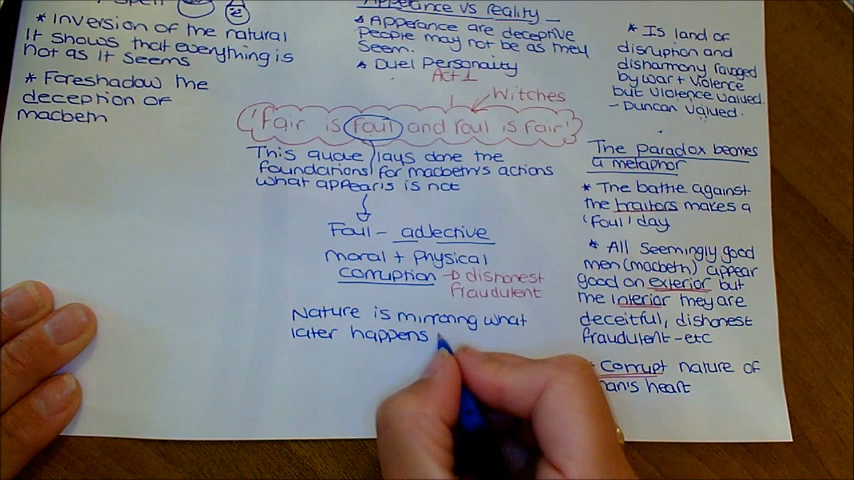 Spell
* Inversion of the natural
It shows that everything is
not as it seems
* Foreshadow the
deception of
macbeth
Apperance vs reality -
* Apperance are deceptive
People may not be as they
seem.
* Duel Personaity
Act 1
Witches
'Fair is foul and foul is fair'
This quote lays done the
foundations for macbeth's actions
what appears is not
Foul - adjective
moral + physical
corruption → dishonest
fraudulent
Nature is mirroring what
later happens
* Is land of
disruption and
disharmony ravaged
by war + violence
but violence valued.
- Duncan valued.
The paradox becomes
a metaphor
* The battle against
the traitors makes a
'foul' day
* All seemingly good
men (macbeth) appear
good on exterior but
the interior they are
deceitful, dishonest
fraudulent - etc
* Corrupt nature of
man's heart